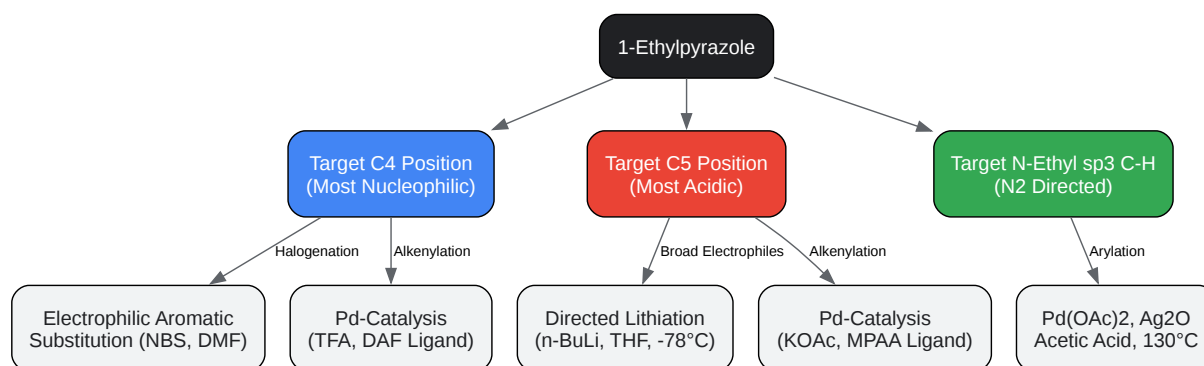 1-Ethylpyrazole
Target C4 Position
(Most Nucleophilic)
Target C5 Position
(Most Acidic)
Target N-Ethyl sp3 C-H
(N2 Directed)
Halogenation
Alkenylation
Broad Electrophiles
Alkenylation
Arylation
Electrophilic Aromatic
Substitution (NBS, DMF)
Pd-Catalysis
(TFA, DAF Ligand)
Directed Lithiation
(n-BuLi, THF, -78°C)
Pd-Catalysis
(KOAc, MPAA Ligand)
Pd(OAc)2, Ag2O
Acetic Acid, 130°C